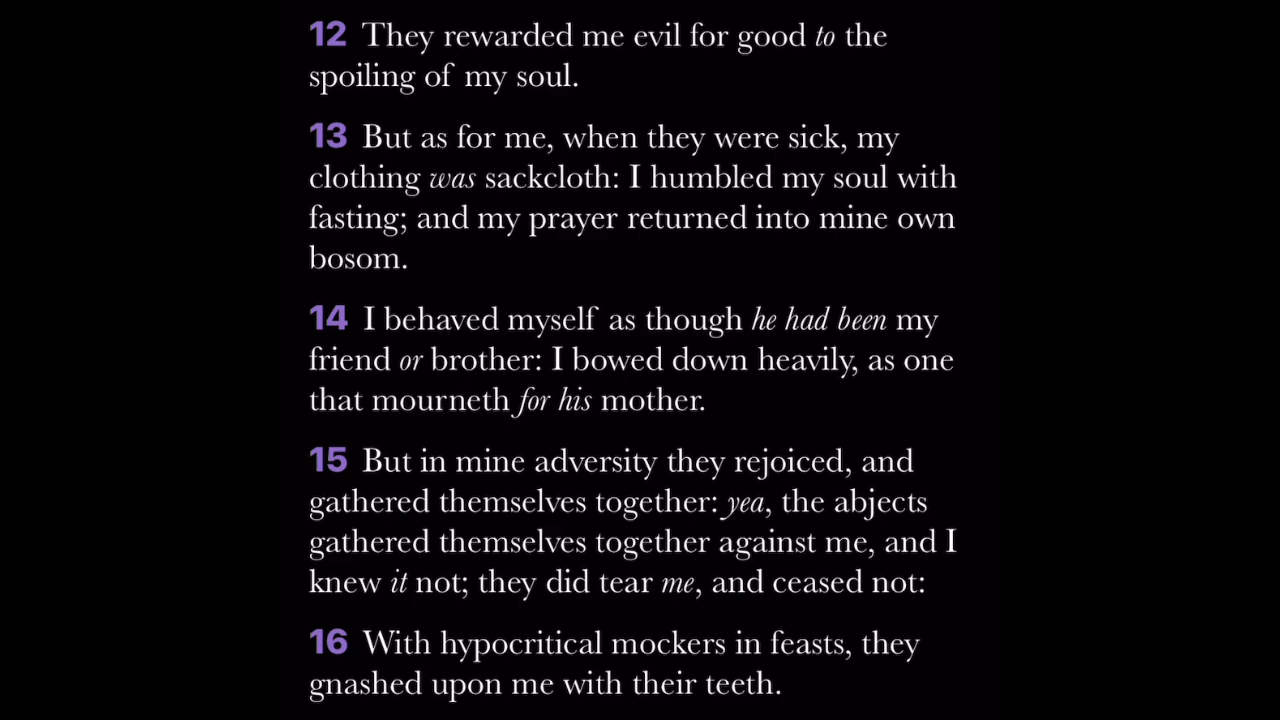 12 They rewarded me evil for good to the
spoiling of my soul.
13 But as for me, when they were sick, my
clothing was sackcloth: I humbled my soul with
fasting; and my prayer returned into mine own
bosom.
14 I behaved myself as though he had been my
friend or brother: I bowed down heavily, as one
that mourneth for his mother.
15 But in mine adversity they rejoiced, and
gathered themselves together: yea, the abjects
gathered themselves together against me, and I
knew it not; they did tear me, and ceased not:
16 With hypocritical mockers in feasts, they
gnashed upon me with their teeth.